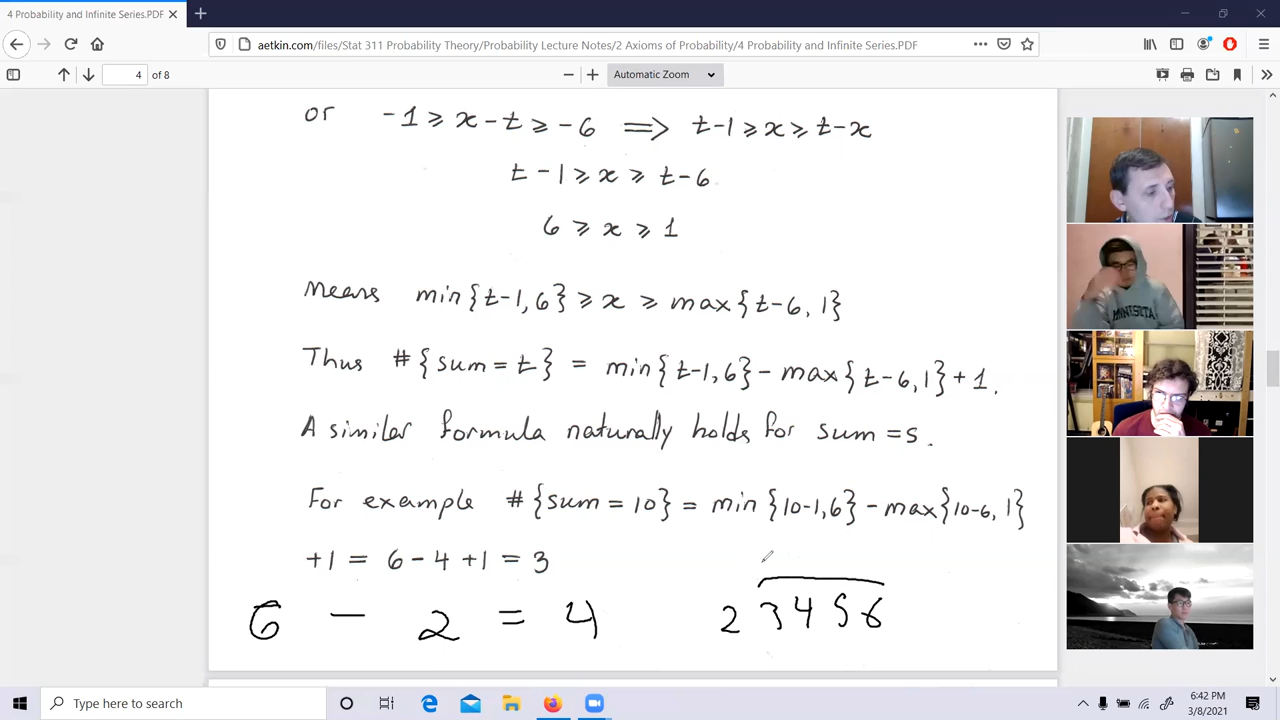 4 Probability and Infinite Series.PDF
aetkin.com/files/Stat 311 Probability Theory/Probability Lecture Notes/2 Axioms of Probability/4 Probability and Infinite Series.PDF
4 of 8
Automatic Zoom
or -1 ⩾ x-t ⩾ -6 ⟹ t-1 ⩾ x ⩾ t-x
t-1 ⩾ x ⩾ t-6
6 ⩾ x ⩾ 1
Means min{t-1, 6} ⩾ x ⩾ max{t-6, 1}
Thus #{sum = t} = min{t-1, 6} - max{t-6, 1} + 1.
A similar formula naturally holds for sum = s.
For example #{sum = 10} = min{10-1, 6} - max{10-6, 1}
+1 = 6 - 4 + 1 = 3
6 - 2 = 4 2 3 4 5 6
MINNESOTA
Type here to search
6:42 PM
3/8/2021